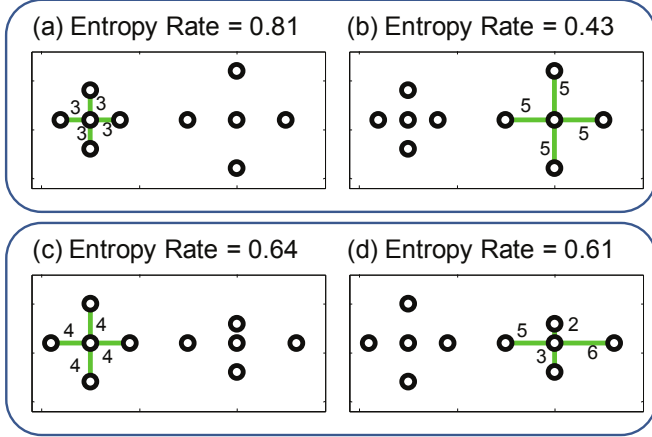 (a) Entropy Rate = 0.81
(b) Entropy Rate = 0.43
3 3
3 3
5
5 5
5
(c) Entropy Rate = 0.64
(d) Entropy Rate = 0.61
4 4
4 4
5 2
3 6